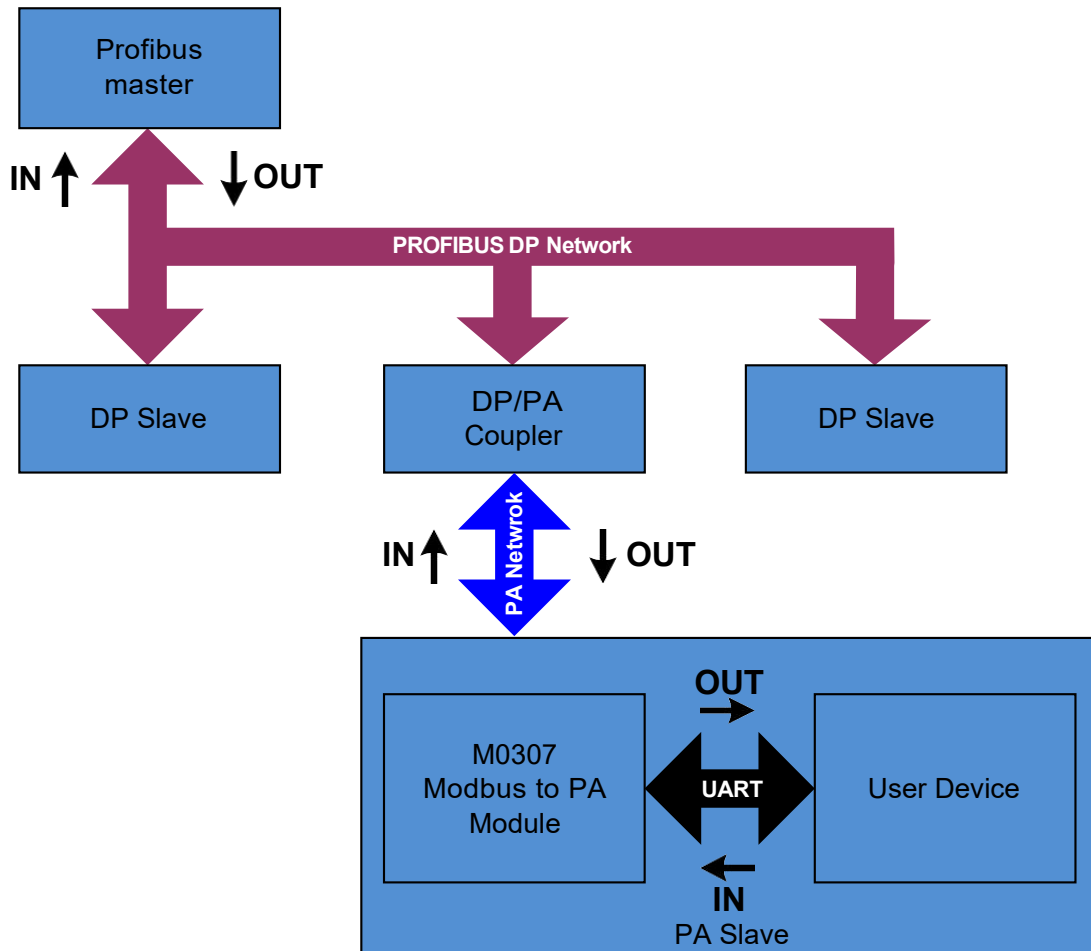 Profibus
master
IN
OUT
PROFIBUS DP Network
DP Slave
DP/PA
Coupler
DP Slave
PA Netwrok
IN
OUT
OUT
M0307
Modbus to PA
Module
UART
User Device
IN
PA Slave